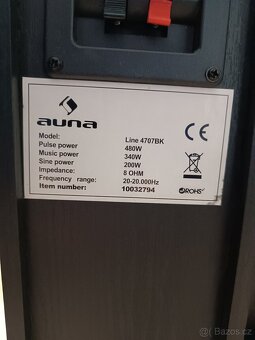 auna
Model: Line 4707BK
Pulse power 480W
Music power 340W
Sine power 200W
Impedance: 8 OHM
Frequency range: 20-20.000Hz
Item number: 10032794
CE
ROHS
Bazos.cz